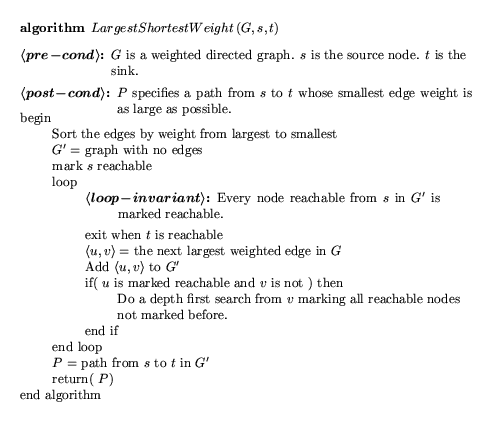 algorithm LargestShortestWeight(G, s, t)
⟨pre−cond⟩: G is a weighted directed graph. s is the source node. t is the
sink.
⟨post−cond⟩: P specifies a path from s to t whose smallest edge weight is
as large as possible.
begin
Sort the edges by weight from largest to smallest
G′ = graph with no edges
mark s reachable
loop
⟨loop−invariant⟩: Every node reachable from s in G′ is
marked reachable.
exit when t is reachable
⟨u, v⟩ = the next largest weighted edge in G
Add ⟨u, v⟩ to G′
if( u is marked reachable and v is not ) then
Do a depth first search from v marking all reachable nodes
not marked before.
end if
end loop
P = path from s to t in G′
return( P)
end algorithm